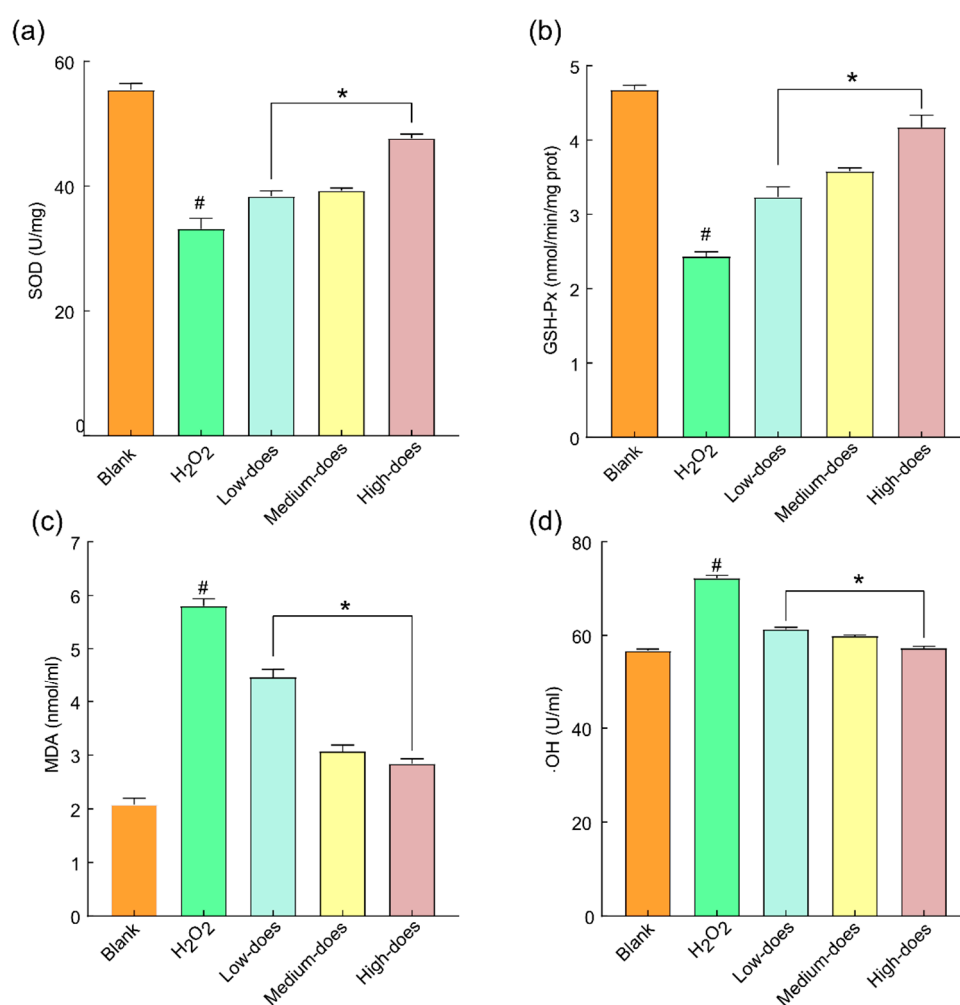 (a)
60
40
20
0
SOD (U/mg)
#
*
Blank
H2O2
Low-does
Medium-does
High-does
(b)
5
4
3
2
1
0
GSH-Px (nmol/min/mg prot)
#
*
Blank
H2O2
Low-does
Medium-does
High-does
(c)
7
6
5
4
3
2
1
0
MDA (nmol/ml)
#
*
Blank
H2O2
Low-does
Medium-does
High-does
(d)
80
60
40
20
0
·OH (U/ml)
#
*
Blank
H2O2
Low-does
Medium-does
High-does